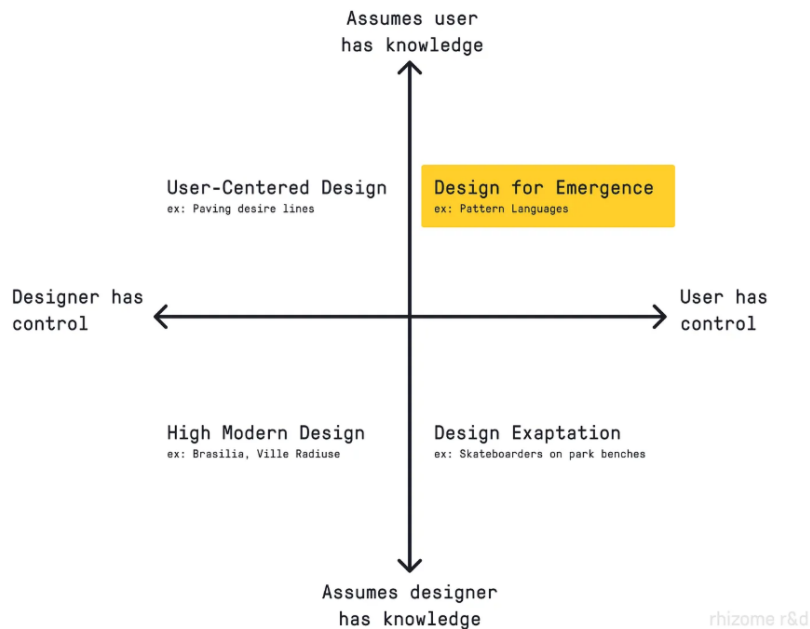 Assumes user
has knowledge
User-Centered Design
ex: Paving desire lines
Design for Emergence
ex: Pattern Languages
Designer has
control
User has
control
High Modern Design
ex: Brasilia, Ville Radiuse
Design Exaptation
ex: Skateboarders on park benches
Assumes designer
has knowledge
rhizome r&d